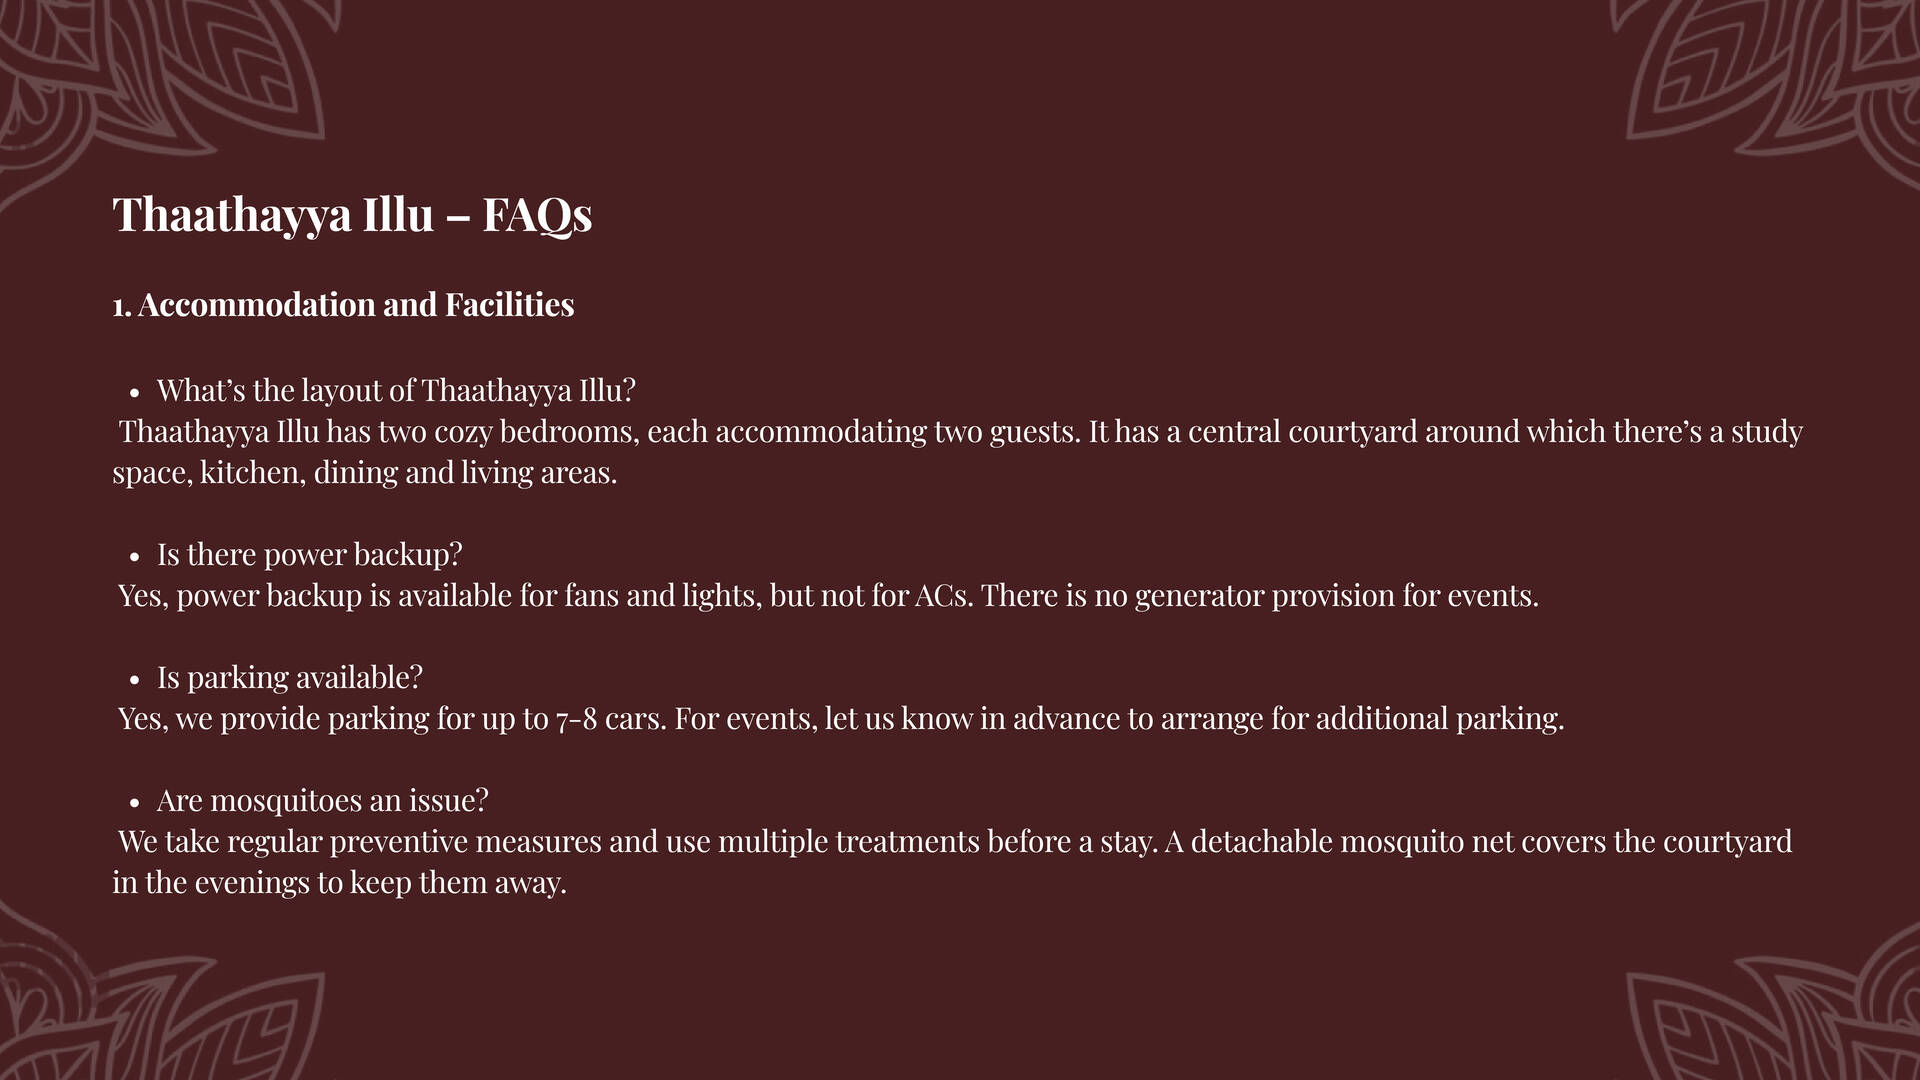 Thaathayya Illu – FAQs
1. Accommodation and Facilities
• What’s the layout of Thaathayya Illu?
Thaathayya Illu has two cozy bedrooms, each accommodating two guests. It has a central courtyard around which there’s a study
space, kitchen, dining and living areas.
• Is there power backup?
Yes, power backup is available for fans and lights, but not for ACs. There is no generator provision for events.
• Is parking available?
Yes, we provide parking for up to 7-8 cars. For events, let us know in advance to arrange for additional parking.
• Are mosquitoes an issue?
We take regular preventive measures and use multiple treatments before a stay. A detachable mosquito net covers the courtyard
in the evenings to keep them away.